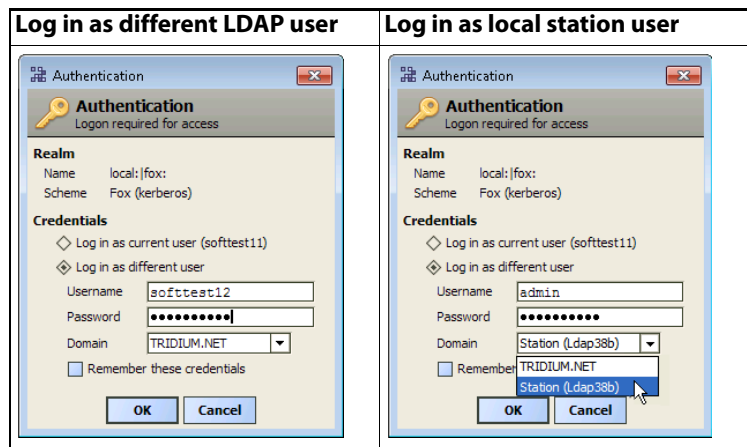 Log in as different LDAP user
Authentication
Authentication
Logon required for access
Realm
Name local:|fox:
Scheme Fox (kerberos)
Credentials
Log in as current user (softtest11)
Log in as different user
Username softtest12
Password ●●●●●●●●●●
Domain TRIDIUM.NET
Remember these credentials
OK Cancel
Log in as local station user
Authentication
Authentication
Logon required for access
Realm
Name local:|fox:
Scheme Fox (kerberos)
Credentials
Log in as current user (softtest11)
Log in as different user
Username admin
Password ●●●●●●●●●●
Domain Station (Ldap38b)
Remember TRIDIUM.NET
Station (Ldap38b)
OK Cancel